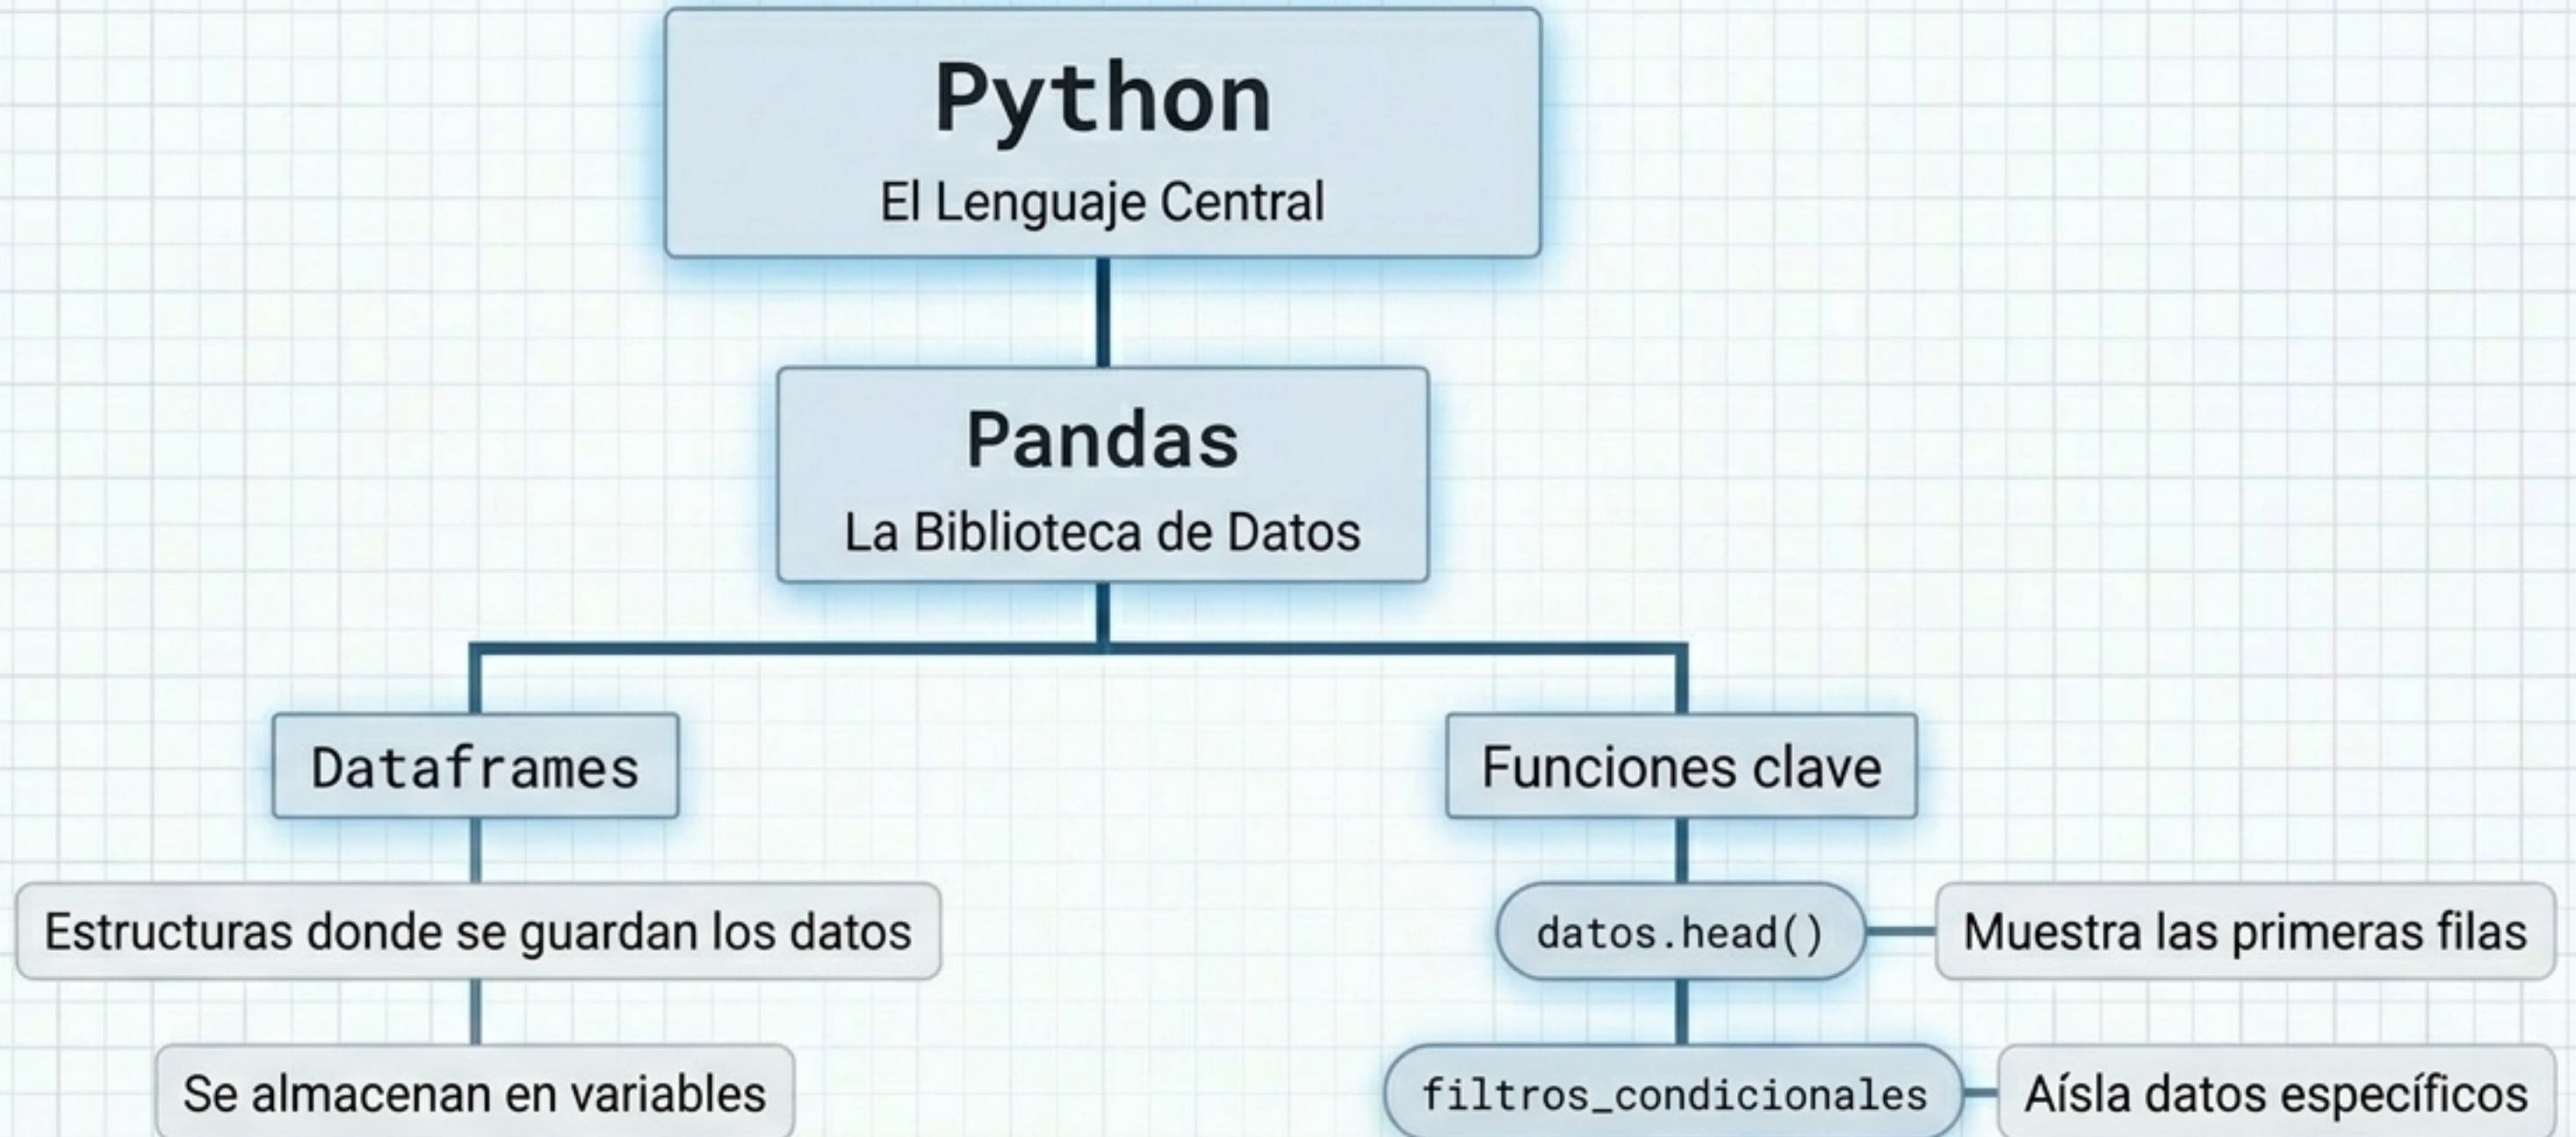 Python
El Lenguaje Central
Pandas
La Biblioteca de Datos
Dataframes
Funciones clave
Estructuras donde se guardan los datos
datos.head()
Muestra las primeras filas
Se almacenan en variables
filtros_condicionales
Aísla datos específicos